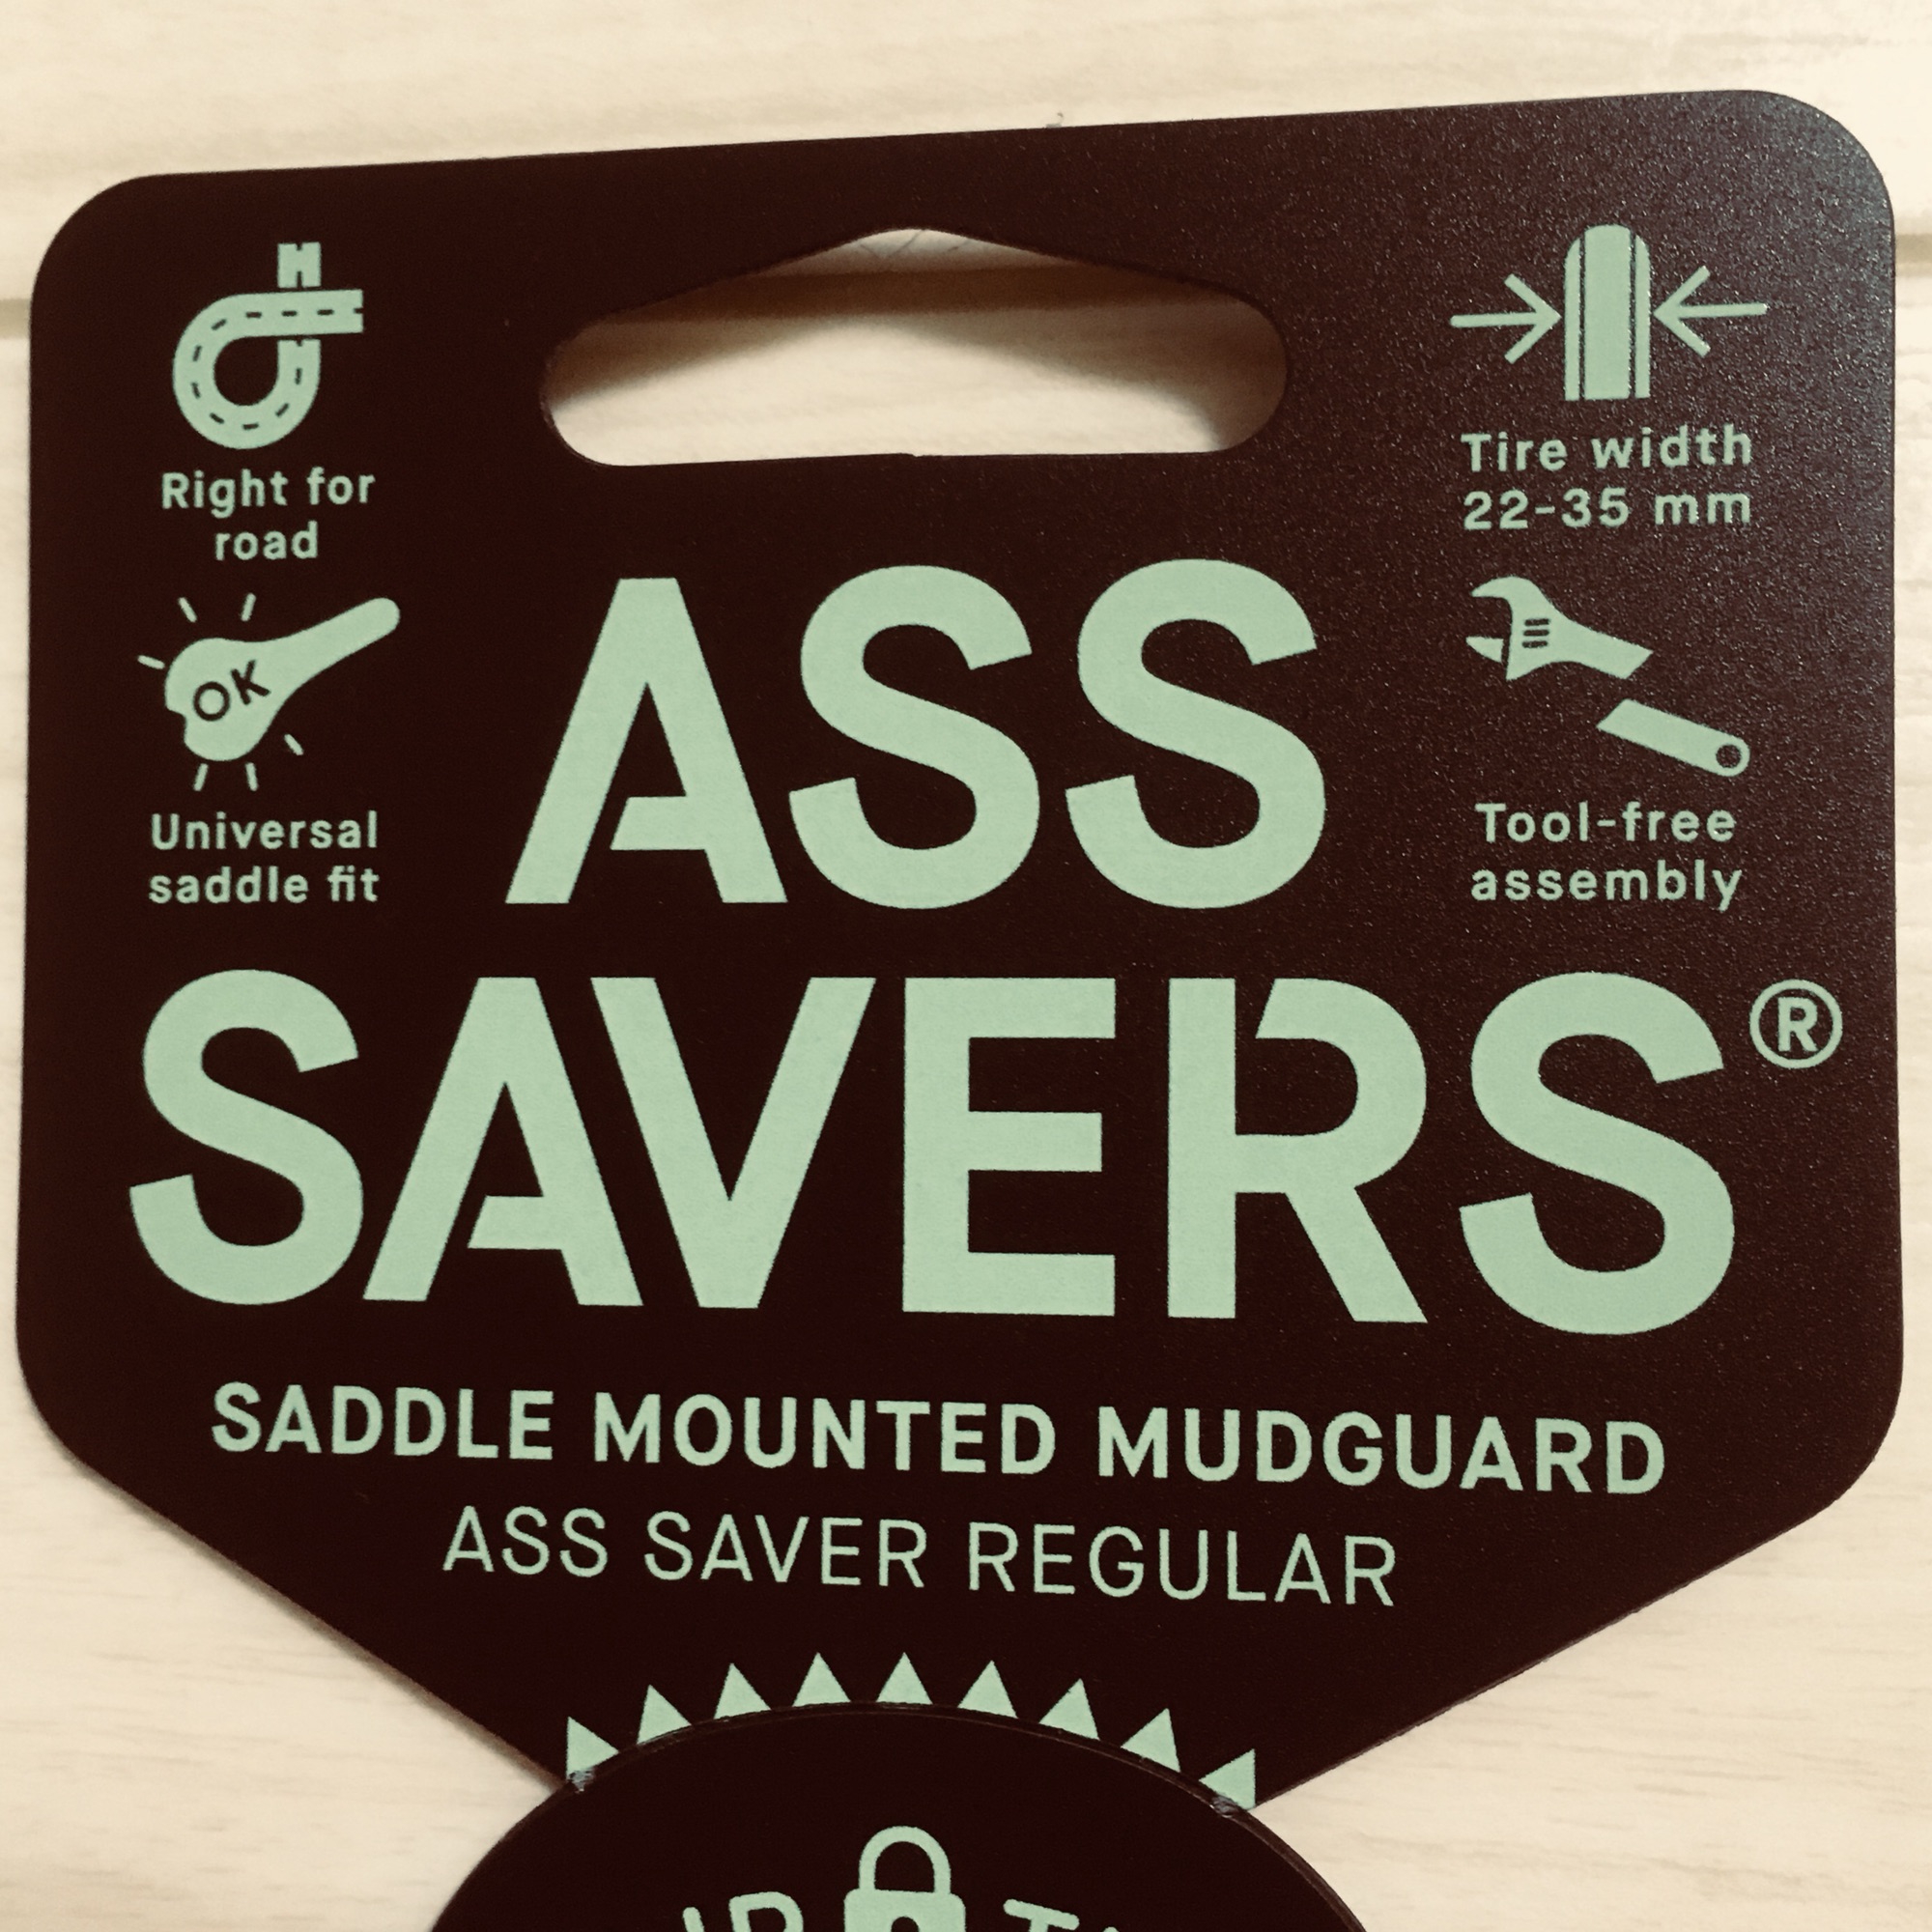 Right for
road
Tire width
22-35 mm
OK
Universal
saddle fit
Tool-free
assembly
ASS
SAVERS®
SADDLE MOUNTED MUDGUARD
ASS SAVER REGULAR